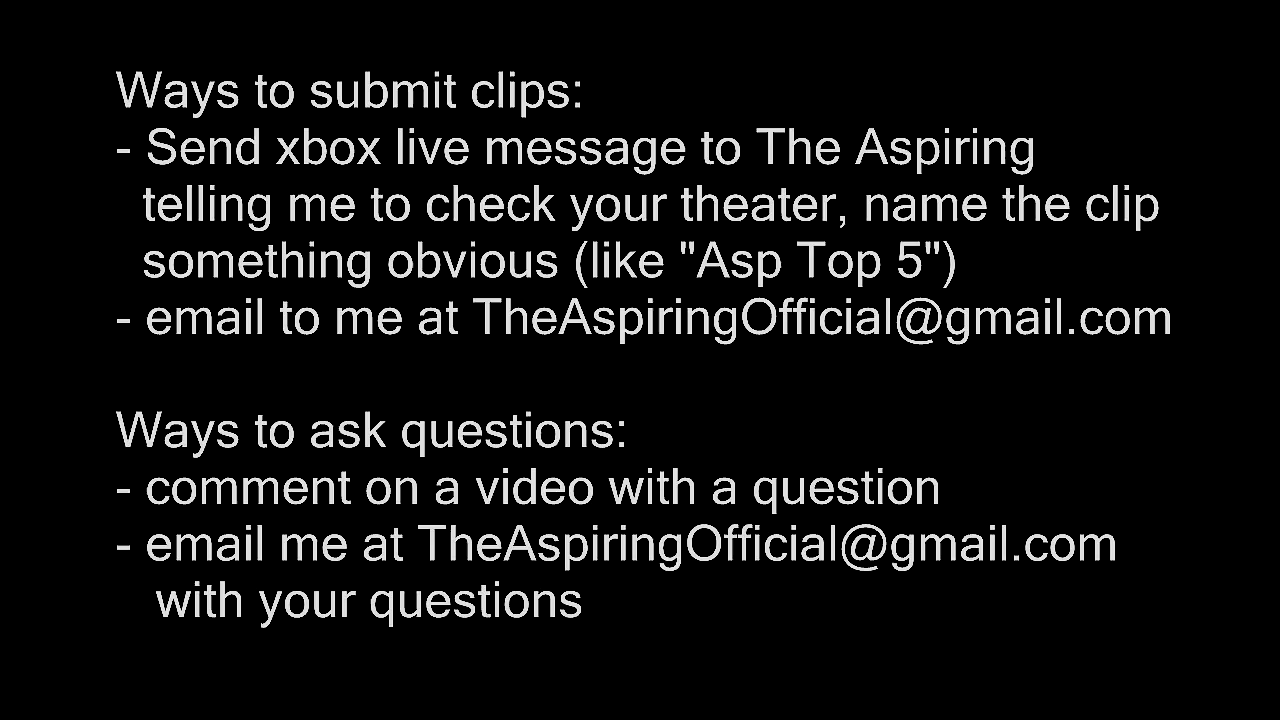 Ways to submit clips:
- Send xbox live message to The Aspiring
telling me to check your theater, name the clip
something obvious (like "Asp Top 5")
- email to me at TheAspiringOfficial@gmail.com
Ways to ask questions:
- comment on a video with a question
- email me at TheAspiringOfficial@gmail.com
with your questions